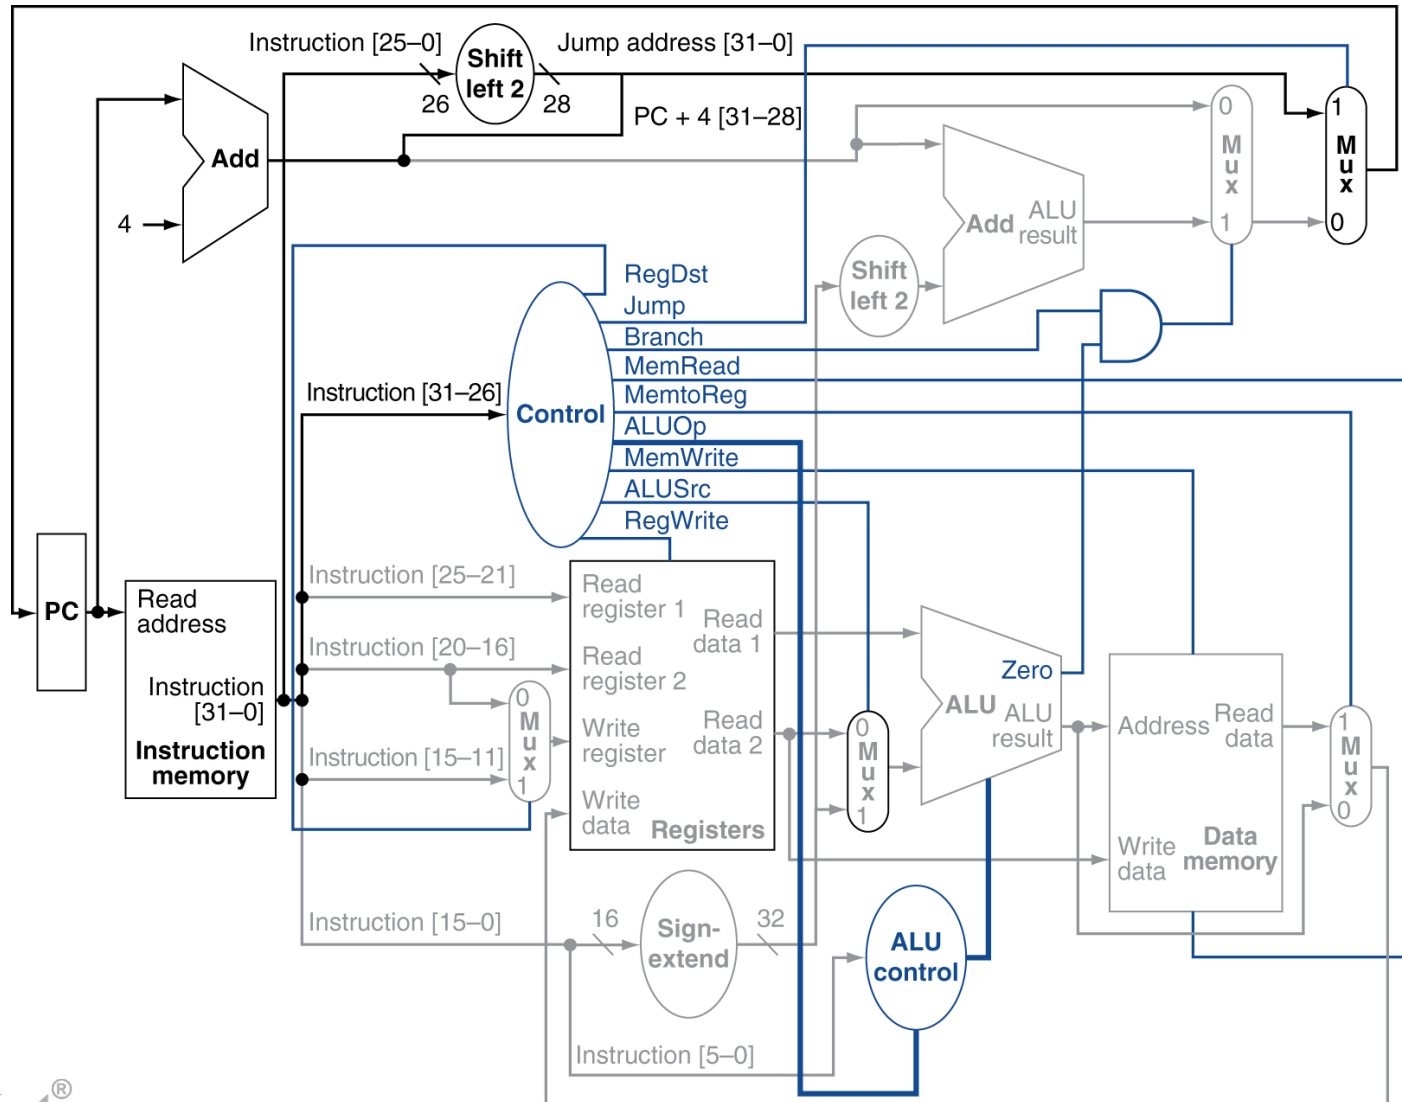 Instruction [25–0]
Shift
left 2
Jump address [31–0]
26
28
PC + 4 [31–28]
Add
4
0
M
u
x
1
1
M
u
x
0
Add
ALU
result
Shift
left 2
RegDst
Jump
Branch
MemRead
MemtoReg
ALUOp
MemWrite
ALUSrc
RegWrite
Instruction [31–26]
Control
PC
Read
address
Instruction
[31–0]
Instruction
memory
Instruction [25–21]
Instruction [20–16]
Instruction [15–11]
0
M
u
x
1
Read
register 1
Read
register 2
Write
register
Write
data
Read
data 1
Read
data 2
Registers
0
M
u
x
1
Zero
ALU
ALU
result
Address
Read
data
Write
data
Data
memory
1
M
u
x
0
Instruction [15–0]
16
Sign-
extend
32
ALU
control
Instruction [5–0]
®